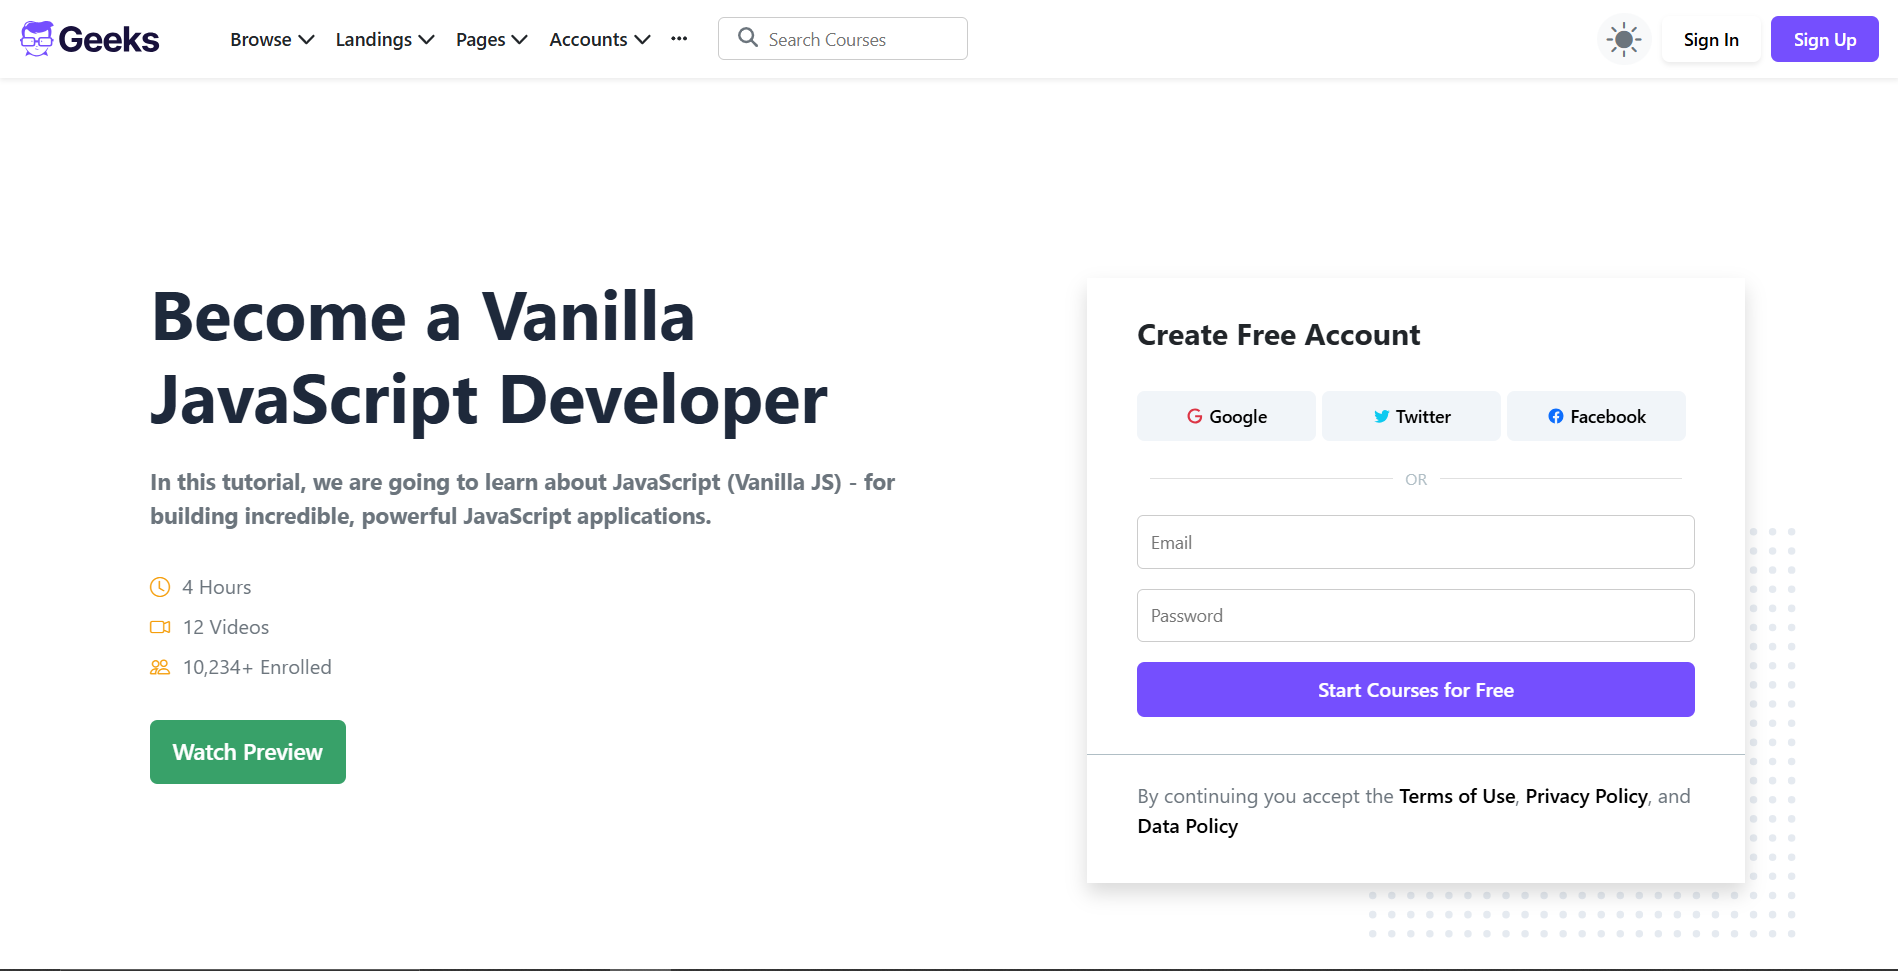 Geeks
Browse
Landings
Pages
Accounts
Search Courses
Sign In
Sign Up
Become a Vanilla
JavaScript Developer
In this tutorial, we are going to learn about JavaScript (Vanilla JS) - for
building incredible, powerful JavaScript applications.
4 Hours
12 Videos
10,234+ Enrolled
Watch Preview
Create Free Account
Google
Twitter
Facebook
OR
Email
Password
Start Courses for Free
By continuing you accept the Terms of Use, Privacy Policy, and
Data Policy